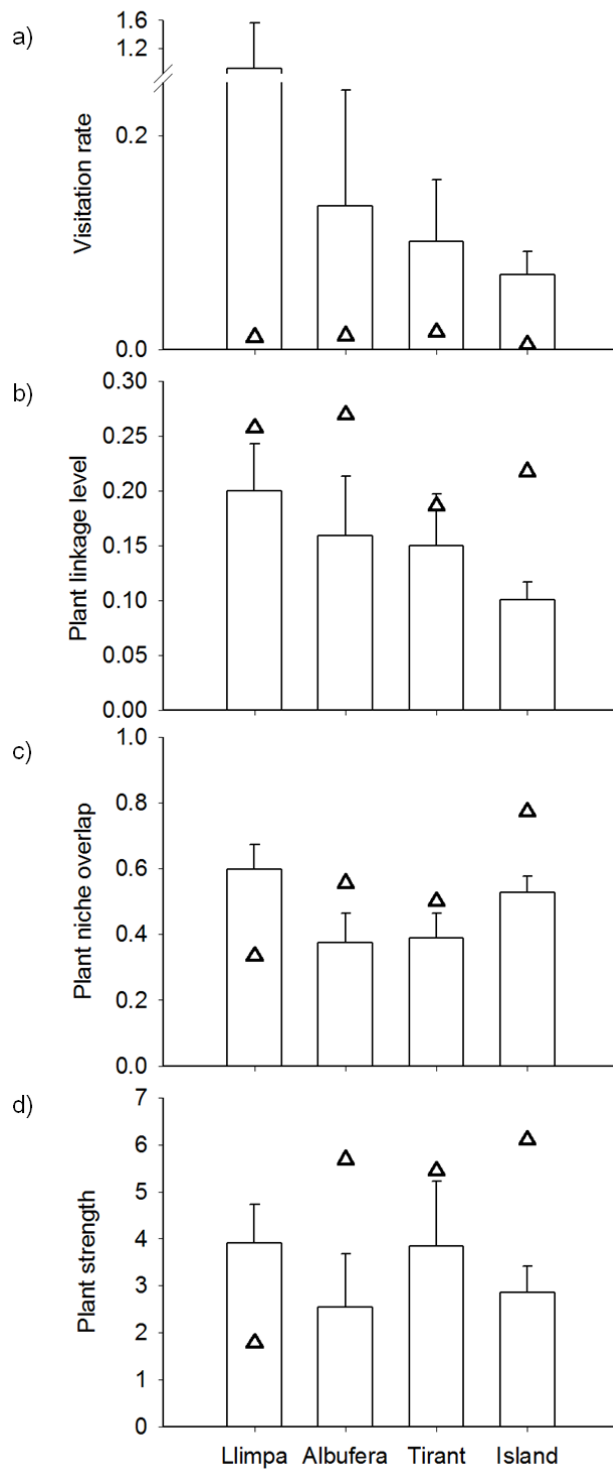 a)
Visitation rate
1.6
1.2
0.2
0.0
b)
Plant linkage level
0.30
0.25
0.20
0.15
0.10
0.05
0.00
c)
Plant niche overlap
1.0
0.8
0.6
0.4
0.2
0.0
d)
Plant strength
7
6
5
4
3
2
1
0
Llimpa Albufera Tirant Island